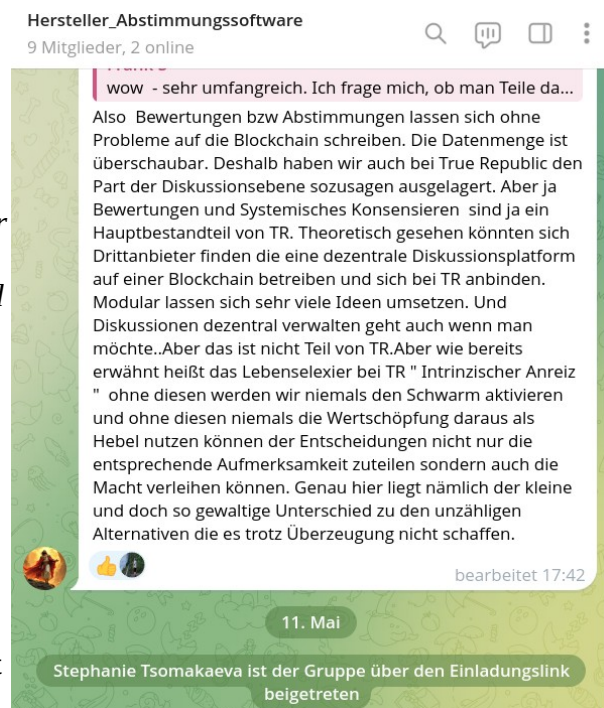 Hersteller_Abstimmungssoftware
9 Mitglieder, 2 online
wow - sehr umfangreich. Ich frage mich, ob man Teile da...
Also Bewertungen bzw Abstimmungen lassen sich ohne
Probleme auf die Blockchain schreiben. Die Datenmenge ist
überschaubar. Deshalb haben wir auch bei True Republic den
Part der Diskussionsebene sozusagen ausgelagert. Aber ja
Bewertungen und Systemisches Konsensieren sind ja ein
Hauptbestandteil von TR. Theoretisch gesehen könnten sich
Drittanbieter finden die eine dezentrale Diskussionsplatform
auf einer Blockchain betreiben und sich bei TR anbinden.
Modular lassen sich sehr viele Ideen umsetzen. Und
Diskussionen dezentral verwalten geht auch wenn man
möchte..Aber das ist nicht Teil von TR.Aber wie bereits
erwähnt heißt das Lebenselexier bei TR " Intrinzischer Anreiz
" ohne diesen werden wir niemals den Schwarm aktivieren
und ohne diesen niemals die Wertschöpfung daraus als
Hebel nutzen können der Entscheidungen nicht nur die
entsprechende Aufmerksamkeit zuteilen sondern auch die
Macht verleihen können. Genau hier liegt nämlich der kleine
und doch so gewaltige Unterschied zu den unzähligen
Alternativen die es trotz Überzeugung nicht schaffen.
bearbeitet 17:42
11. Mai
Stephanie Tsomakaeva ist der Gruppe über den Einladungslink
beigetreten